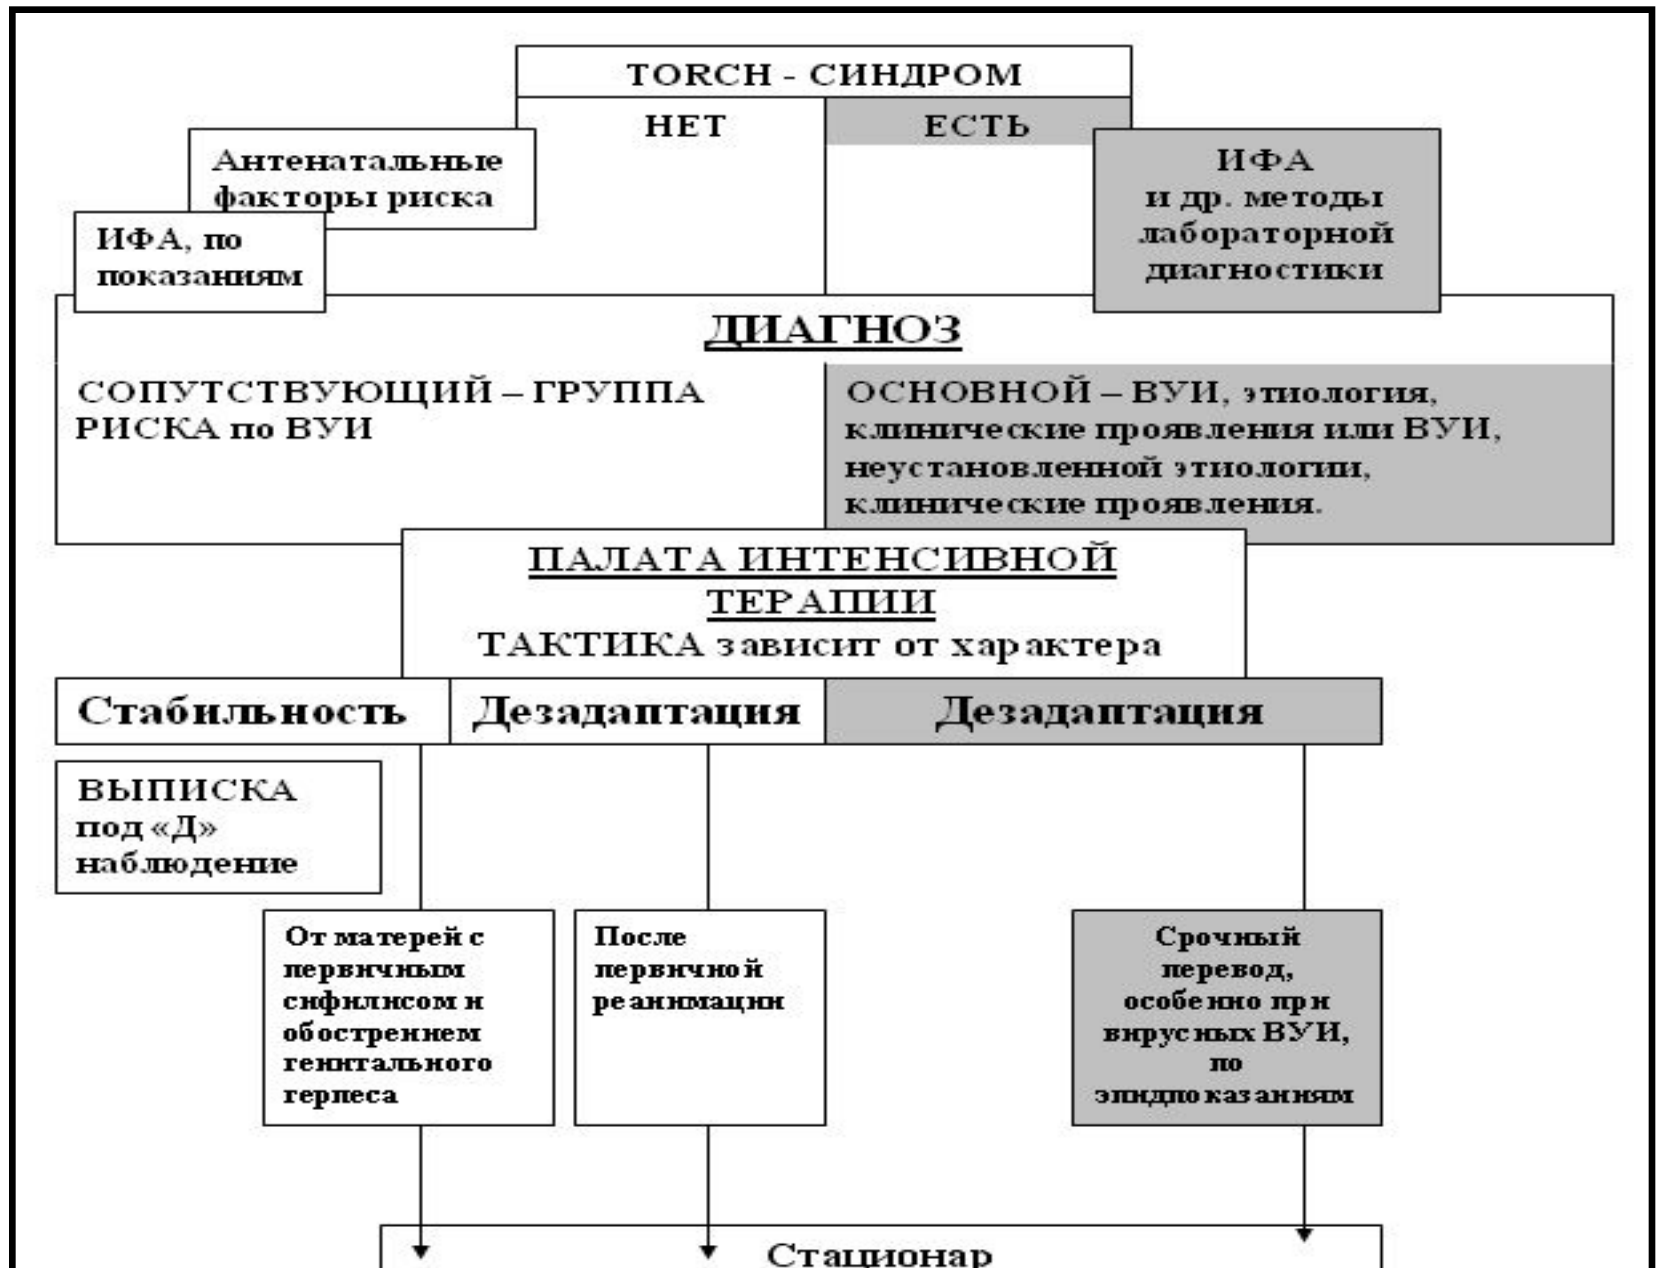 TORCH - СИНДРОМ
НЕТ
ЕСТЬ
Антенатальные
факторы риска
ИФА, по
показаниям
ИФА
и др. методы
лабораторной
диагностики
ДИАГНОЗ
СОПУТСТВУЮЩИЙ – ГРУППА
РИСКА по ВУИ
ОСНОВНОЙ – ВУИ, этиология,
клинические проявления или ВУИ,
неустановленной этиологии,
клинические проявления.
ПАЛАТА ИНТЕНСИВНОЙ
ТЕРАПИИ
ТАКТИКА зависит от характера
Стабильность
Дезадаптация
Дезадаптация
ВЫПИСКА
под «Д»
наблюдение
От матерей с
первичным
сифилисом и
обострением
генитального
герпеса
После
первичной
реанимации
Срочный
перевод,
особенно при
вирусных ВУИ,
по
эпидпоказаниям
Стационар